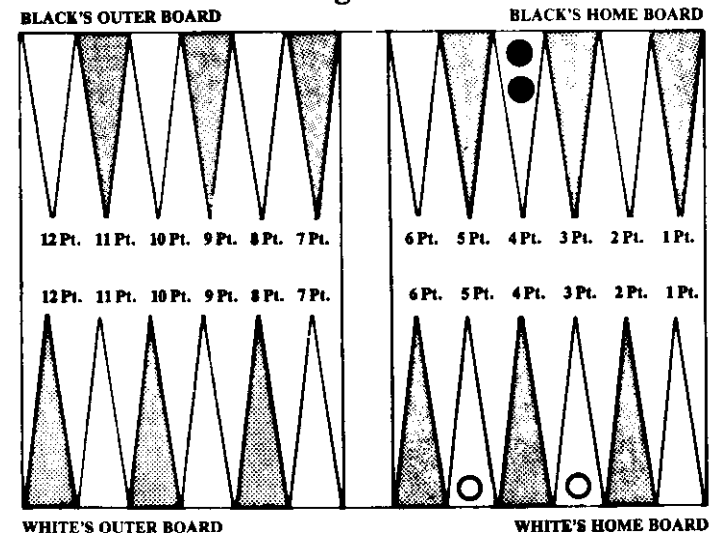 BLACK'S OUTER BOARD BLACK'S HOME BOARD
12 Pt. 11 Pt. 10 Pt. 9 Pt. 8 Pt. 7 Pt. 6 Pt. 5 Pt. 4 Pt. 3 Pt. 2 Pt. 1 Pt.
12 Pt. 11 Pt. 10 Pt. 9 Pt. 8 Pt. 7 Pt. 6 Pt. 5 Pt. 4 Pt. 3 Pt. 2 Pt. 1 Pt.
WHITE'S OUTER BOARD WHITE'S HOME BOARD